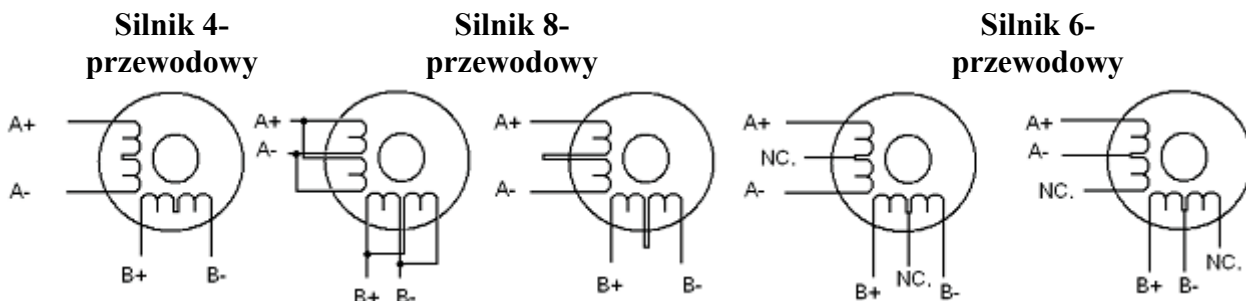 Silnik 4-
przewodowy
Silnik 8-
przewodowy
Silnik 6-
przewodowy
A+
A-
B+ B-
A+
A-
B+ B-
A+
A-
B+ B-
A+
NC.
A-
B+ NC. B-
A+
A-
NC.
B+ B- NC.